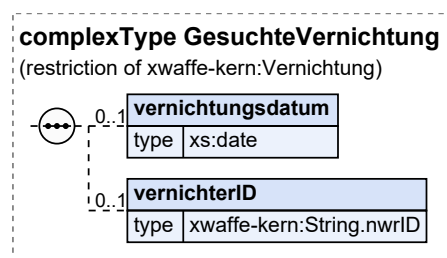 complexType GesuchteVernichtung
(restriction of xwaffe-kern:Vernichtung)
0..1
vernichtungsdatum
type xs:date
0..1
vernichterID
type xwaffe-kern:String.nwrID